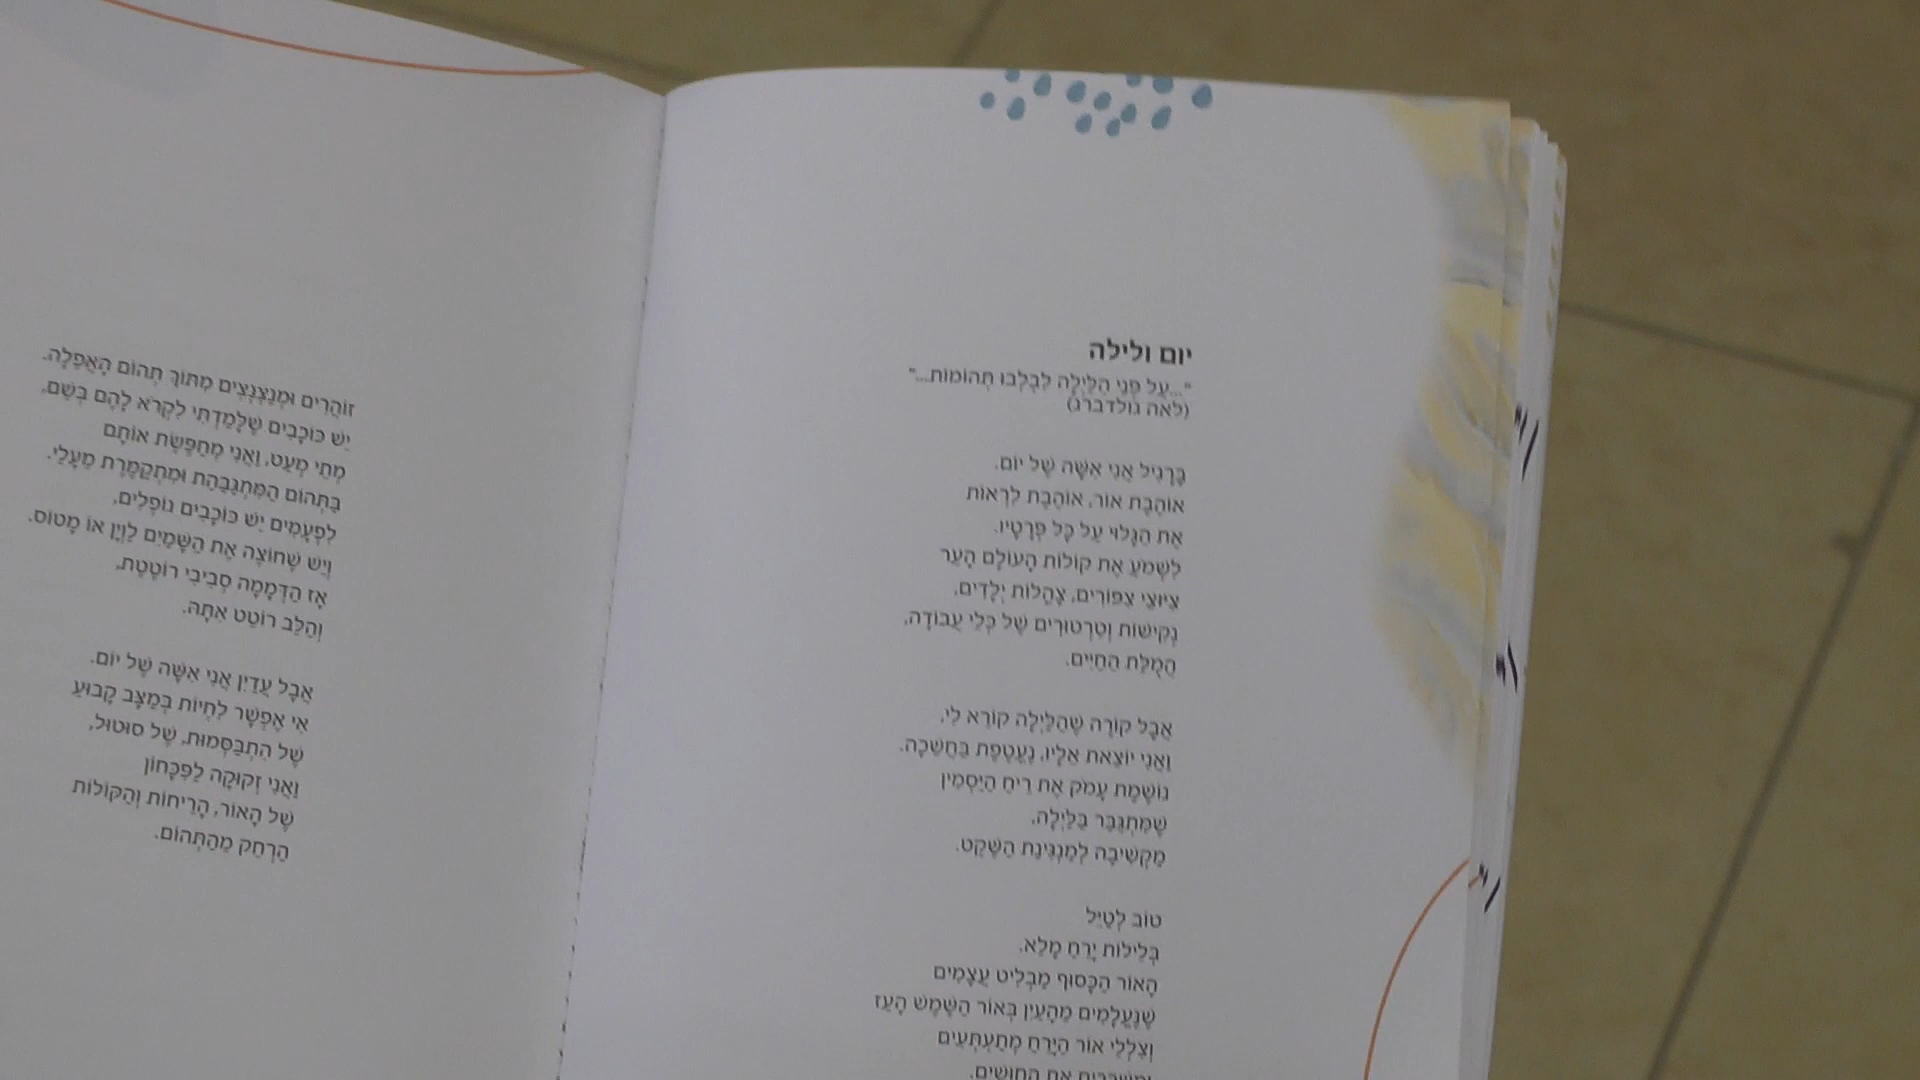 יום ולילה
"...עַל פְּנֵי הַלַּיְלָה לִבְלְבוּ תְּהוֹמוֹת..."
(לאה גולדברג)
בְּרָגִיל אֲנִי אִשָּׁה שֶׁל יוֹם.
אוֹהֶבֶת אוֹר, אוֹהֶבֶת לִרְאוֹת
אֶת הַגָּלוּי עַל כָּל פְּרָטָיו.
לִשְׁמֹעַ אֶת קוֹלוֹת הָעוֹלָם הָעֵר
צִיּוּצֵי צִפּוֹרִים, צָהֳלוֹת יְלָדִים,
נְקִישׁוֹת וְטִרְטוּרִים שֶׁל כְּלֵי עֲבוֹדָה,
הֲמֻלַּת הַחַיִּים.
אֲבָל קוֹרֶה שֶׁהַלַּיְלָה קוֹרֵא לִי,
וַאֲנִי יוֹצֵאת אֵלָיו, נֶעֱטֶפֶת בַּחֲשֵׁכָה.
נוֹשֶׁמֶת עָמֹק אֶת רֵיחַ הַיַּסְמִין
שֶׁמִּתְגַּבֵּר בַּלַּיְלָה,
מַקְשִׁיבָה לְמַנְגִּינַת הַשֶּׁקֶט.
טוֹב לְטַיֵּל
בְּלֵילוֹת יָרֵחַ מָלֵא,
הָאוֹר הַכָּסוּף מַבְלִיט עֲצָמִים
שֶׁנֶּעֱלָמִים מֵהָעַיִן בְּאוֹר הַשֶּׁמֶשׁ הָעַז
וְצִלְלֵי אוֹר הַיָּרֵחַ מְתַעְתְּעִים
אֶת הַחוּשִׁים.
זוֹהֲרִים וּמְנַצְנְצִים מִתּוֹךְ תְּהוֹם הָאֲפֵלָה.
יֵשׁ כּוֹכָבִים שֶׁלָּמַדְתִּי לִקְרֹא לָהֶם בְּשֵׁם,
מְתֵי מְעַט, וַאֲנִי מְחַפֶּשֶׂת אוֹתָם
בַּתְּהוֹם הַמִּתְגַּבַּהַת וּמִתְקַמֶּרֶת מֵעָלַי.
לִפְעָמִים יֵשׁ כּוֹכָבִים נוֹפְלִים,
וְיֵשׁ שֶׁחוֹצֶה אֶת הַשָּׁמַיִם לַוְיָן אוֹ מָטוֹס.
אָז הַדְּמָמָה סְבִיבִי רוֹטֶטֶת,
וְהַלֵּב רוֹטֵט אִתָּהּ.
אֲבָל עֲדַיִן אֲנִי אִשָּׁה שֶׁל יוֹם.
אִי אֶפְשָׁר לִחְיוֹת בְּמַצָּב קָבוּעַ
שֶׁל הִתְבַּסְּמוּת, שֶׁל סוּטוּל,
וַאֲנִי זְקוּקָה לַפִּכָּחוֹן
שֶׁל הָאוֹר, הָרֵיחוֹת וְהַקּוֹלוֹת
הַרְחֵק מֵהַתְּהוֹם.